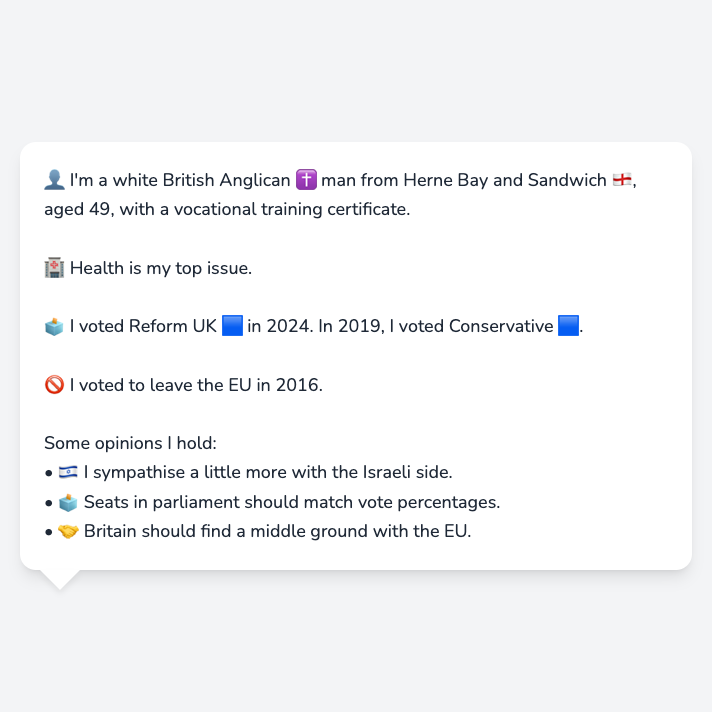 👤 I'm a white British Anglican ✝️ man from Herne Bay and Sandwich 🏴󠁧󠁢󠁥󠁮󠁧󠁿,
aged 49, with a vocational training certificate.
🏥 Health is my top issue.
🗳️ I voted Reform UK 🟦 in 2024. In 2019, I voted Conservative 🟦.
🚫 I voted to leave the EU in 2016.
Some opinions I hold:
• 🇮🇱 I sympathise a little more with the Israeli side.
• 🗳️ Seats in parliament should match vote percentages.
• 🤝 Britain should find a middle ground with the EU.